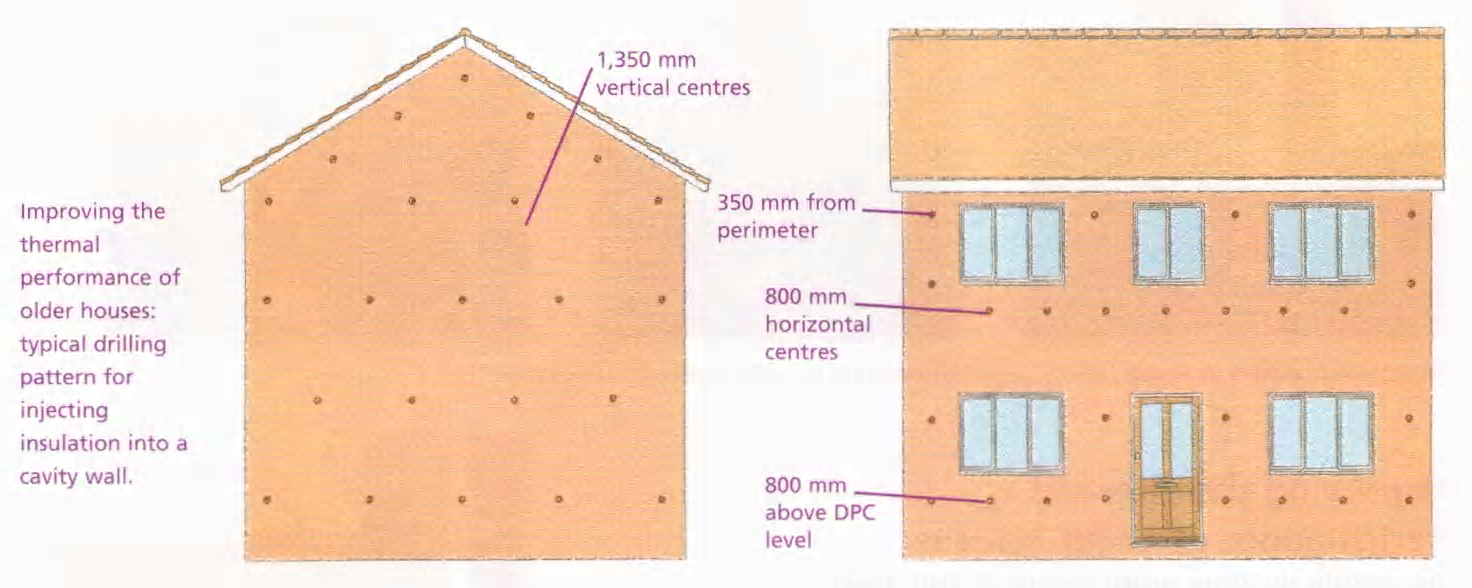 Improving the
thermal
performance of
older houses:
typical drilling
pattern for
injecting
insulation into a
cavity wall.
1,350 mm
vertical centres
350 mm from
perimeter
800 mm
horizontal
centres
800 mm
above DPC
level